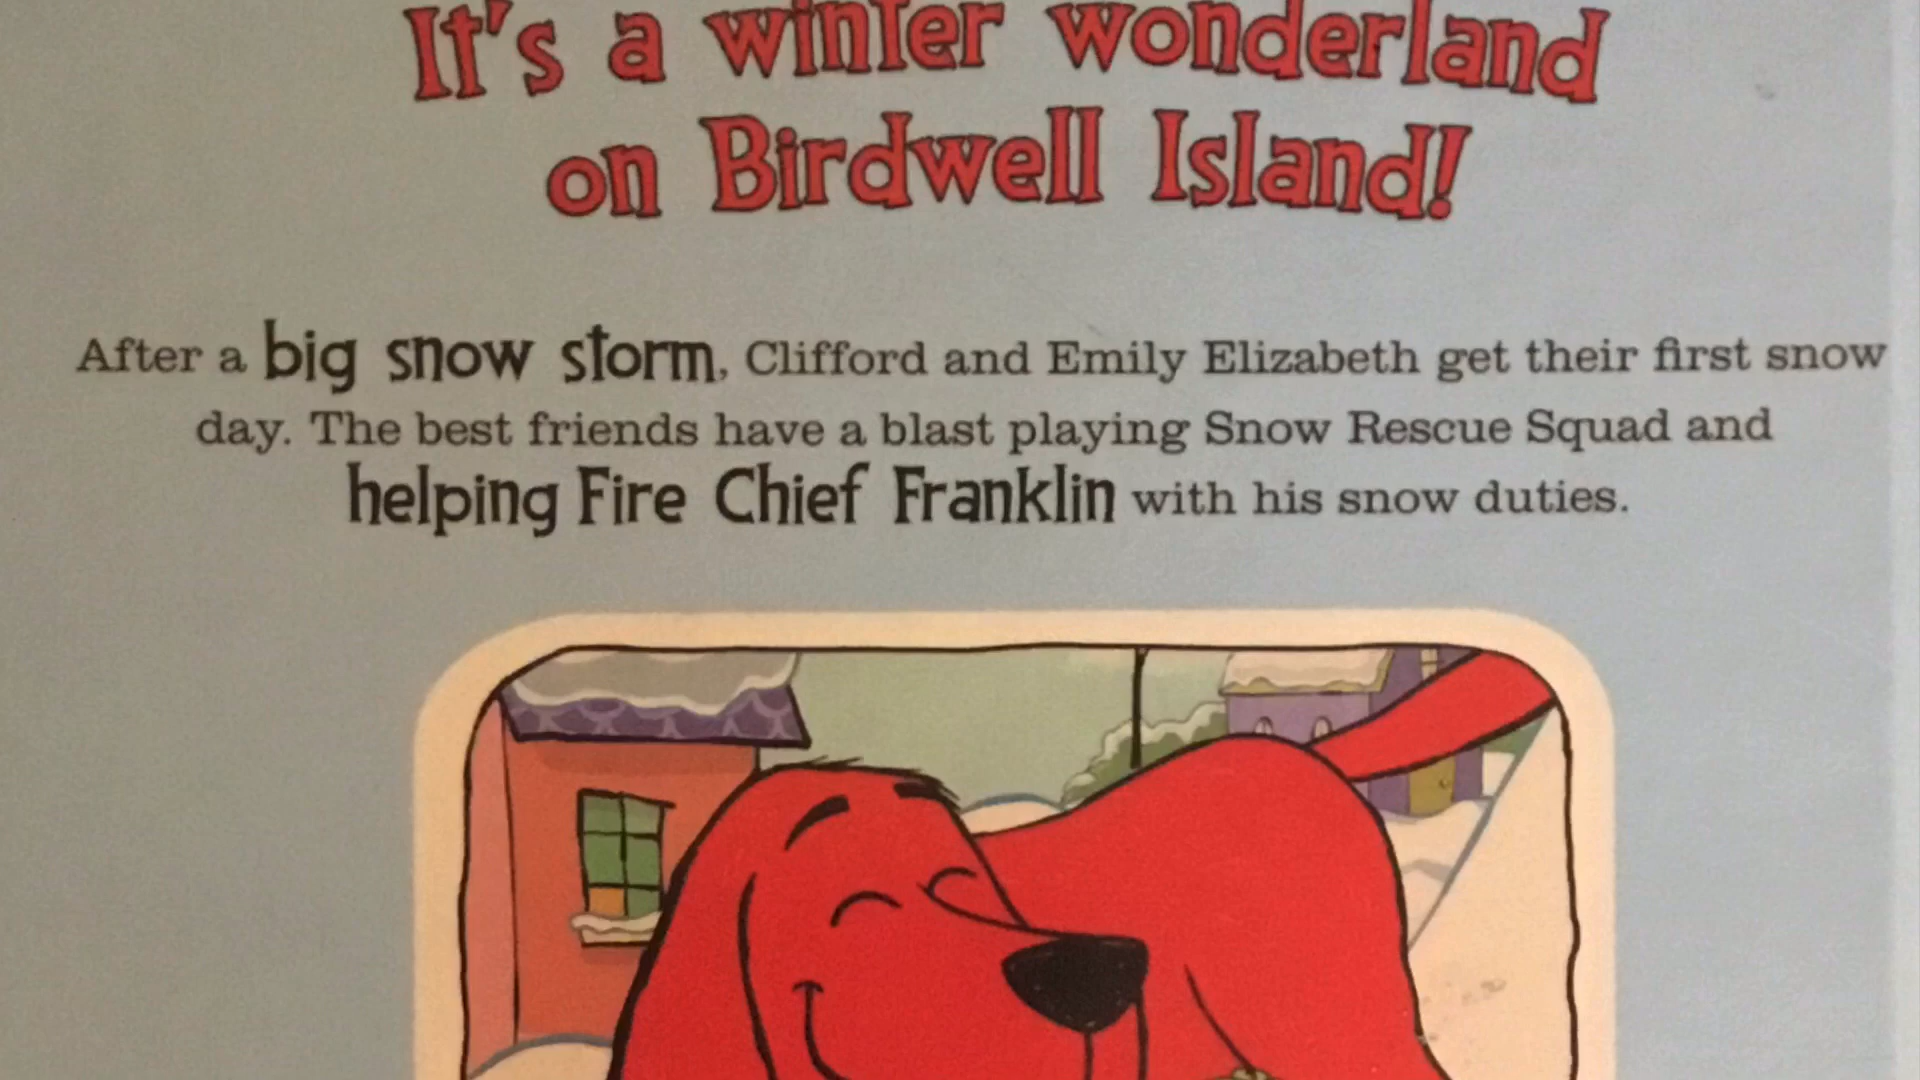 It's a winter wonderland
on Birdwell Island!
After a big snow storm, Clifford and Emily Elizabeth get their first snow
day. The best friends have a blast playing Snow Rescue Squad and
helping Fire Chief Franklin with his snow duties.